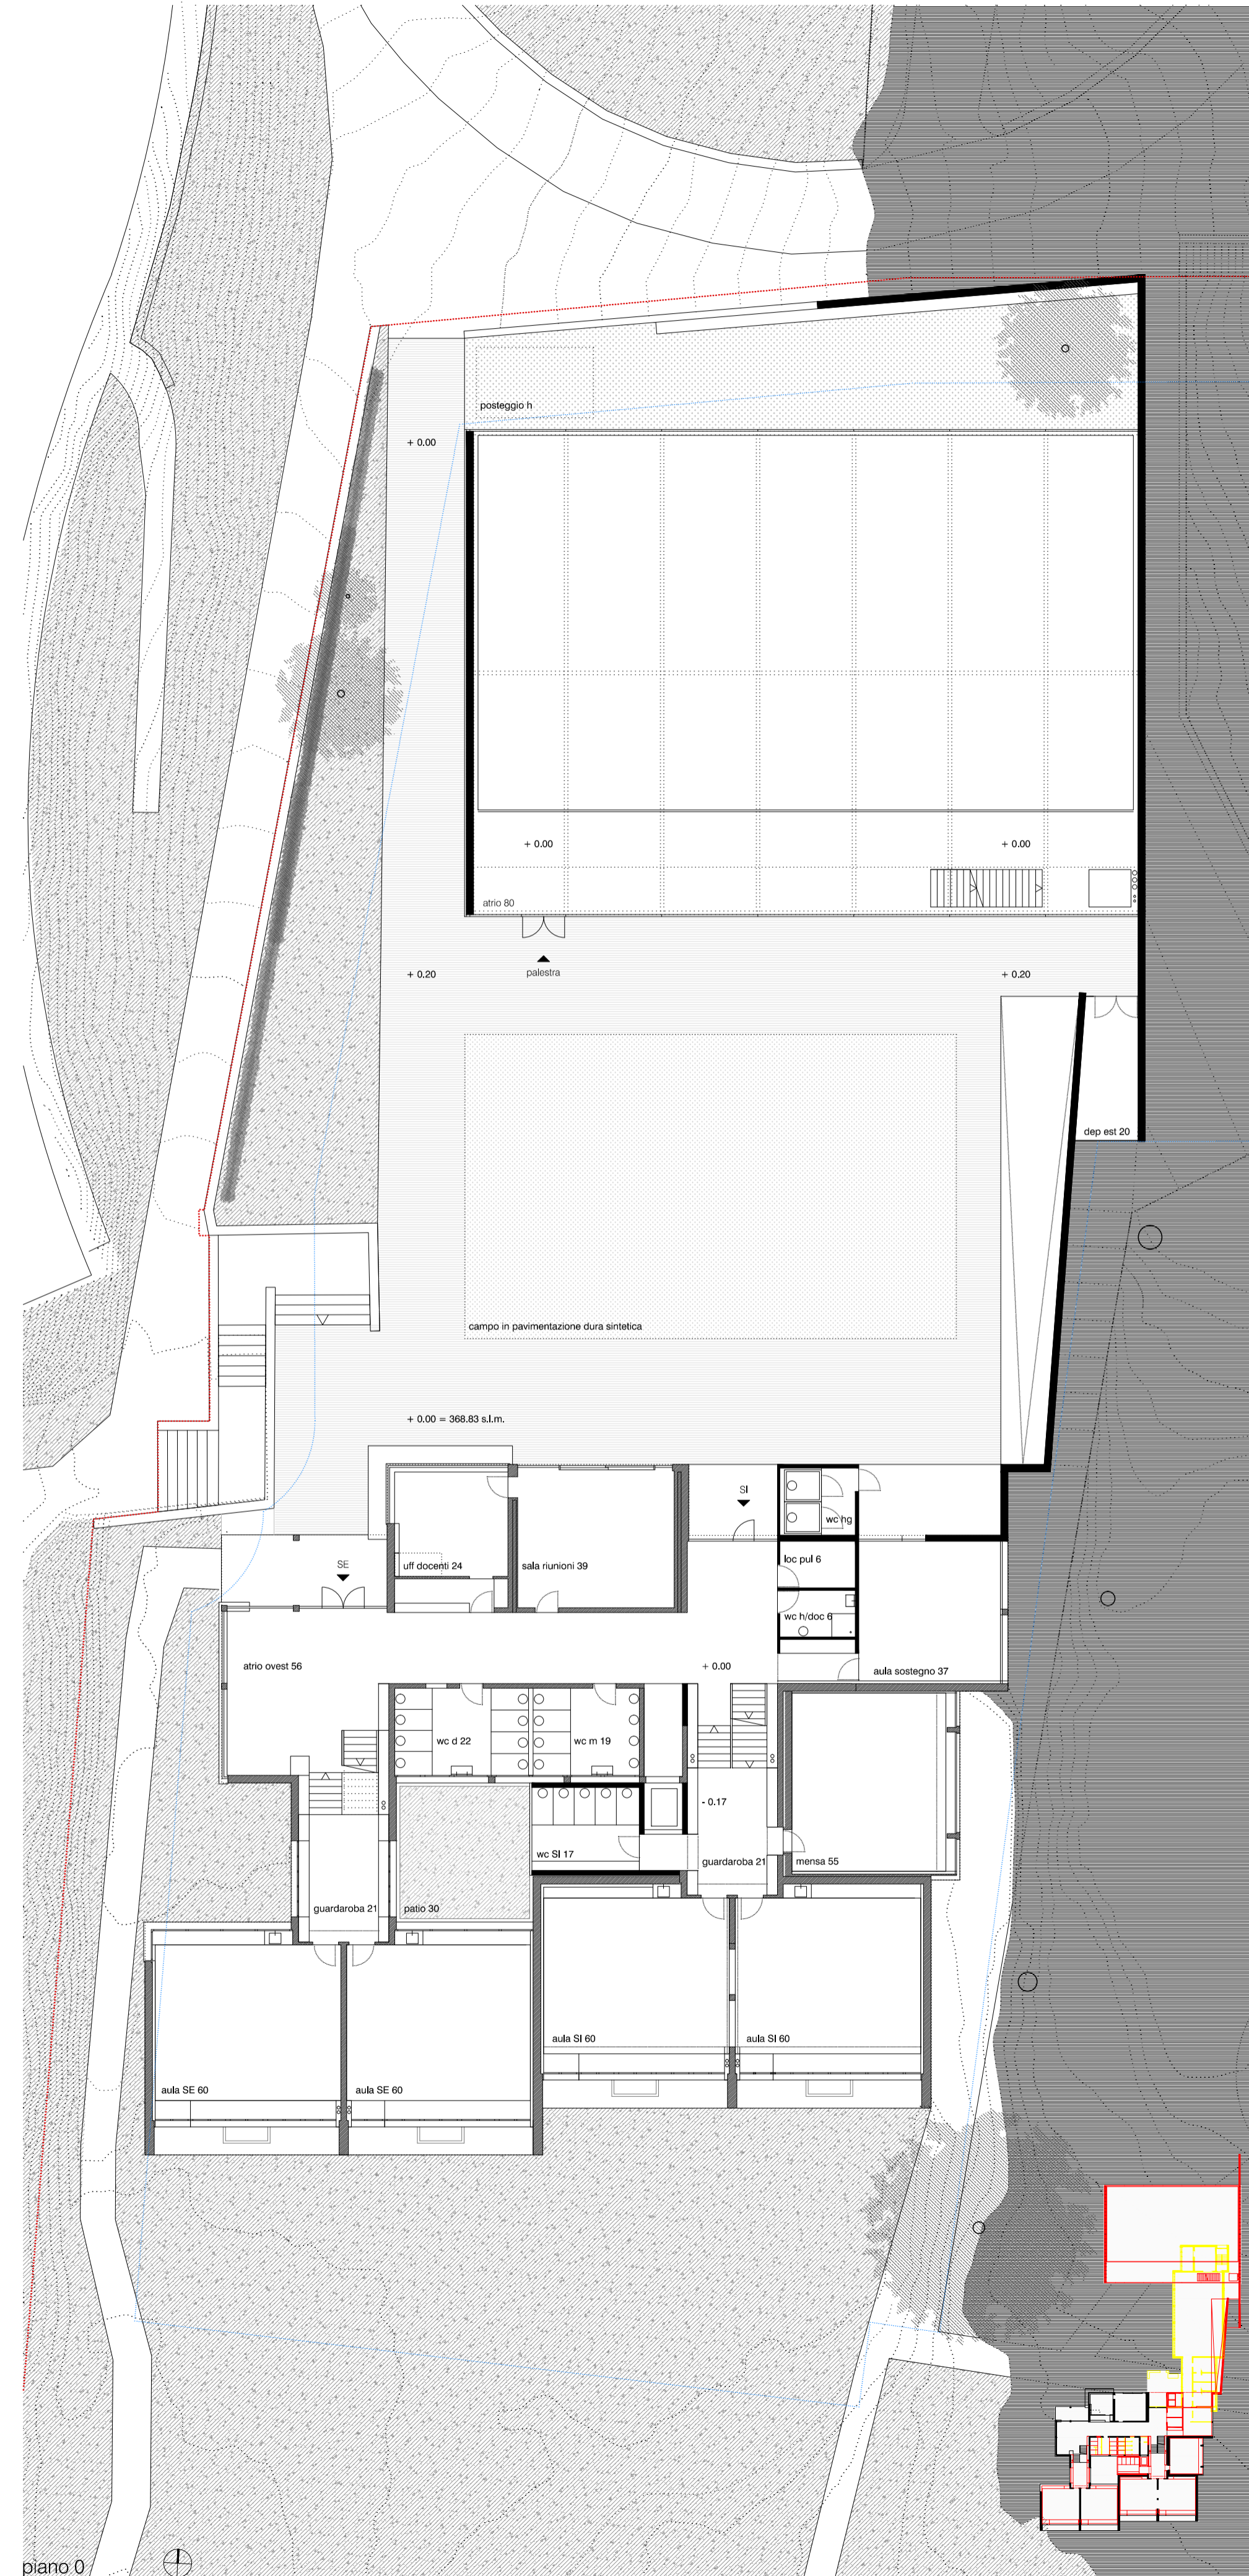 posteggio h
+ 0.00
+ 0.00
+ 0.00
atrio 80
palestra
+ 0.20
+ 0.20
dep est 20
campo in pavimentazione dura sintetica
+ 0.00 = 368.83 s.l.m.
SI
wc hg
SE
uff docenti 24
sala riunioni 39
loc pul 6
wc h/doc 6
atrio ovest 56
+ 0.00
aula sostegno 37
wc d 22
wc m 19
- 0.17
wc SI 17
guardaroba 21
mensa 55
guardaroba 21
patio 30
aula SI 60
aula SI 60
aula SE 60
aula SE 60
piano 0